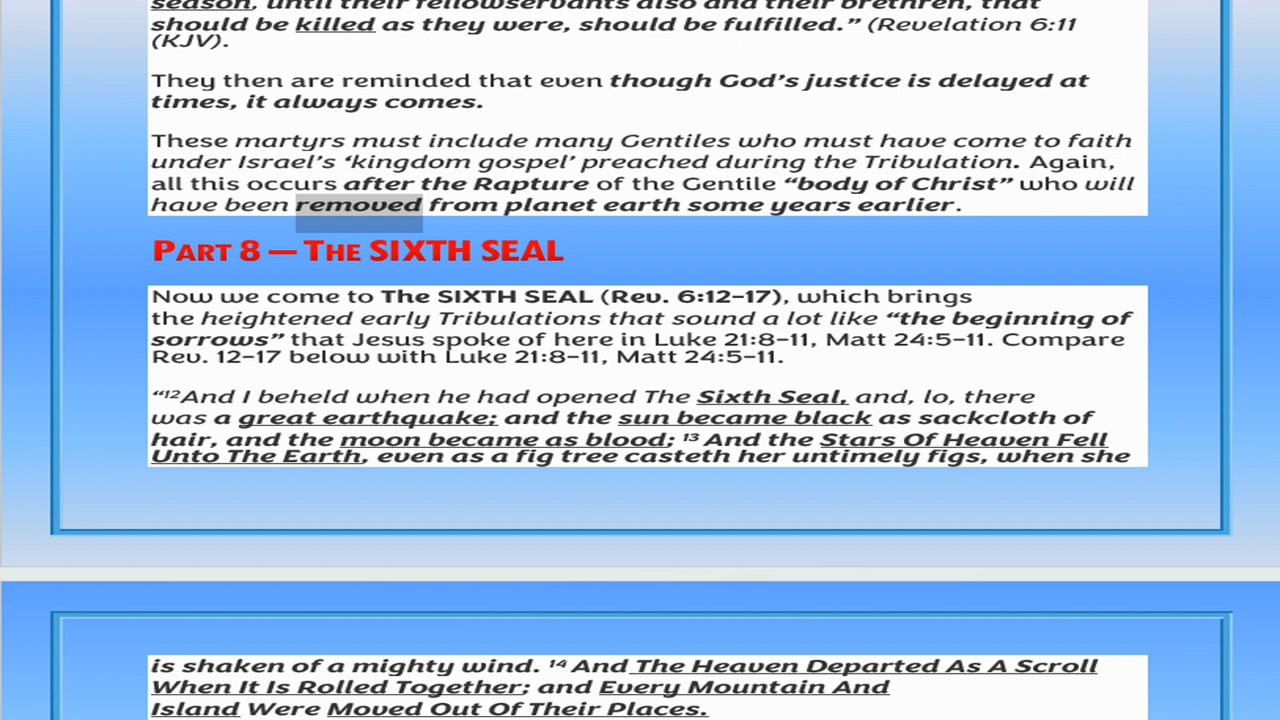 season, until their fellowservants also and their brethren, that
should be killed as they were, should be fulfilled.” (Revelation 6:11
(KJV).
They then are reminded that even though God’s justice is delayed at
times, it always comes.
These martyrs must include many Gentiles who must have come to faith
under Israel’s ‘kingdom gospel’ preached during the Tribulation. Again,
all this occurs after the Rapture of the Gentile “body of Christ” who will
have been removed from planet earth some years earlier.
PART 8 — THE SIXTH SEAL
Now we come to The SIXTH SEAL (Rev. 6:12–17), which brings
the heightened early Tribulations that sound a lot like “the beginning of
sorrows” that Jesus spoke of here in Luke 21:8–11, Matt 24:5–11. Compare
Rev. 12–17 below with Luke 21:8–11, Matt 24:5–11.
“¹²And I beheld when he had opened The Sixth Seal, and, lo, there
was a great earthquake; and the sun became black as sackcloth of
hair, and the moon became as blood; ¹³ And the Stars Of Heaven Fell
Unto The Earth, even as a fig tree casteth her untimely figs, when she
is shaken of a mighty wind. ¹⁴ And The Heaven Departed As A Scroll
When It Is Rolled Together; and Every Mountain And
Island Were Moved Out Of Their Places.